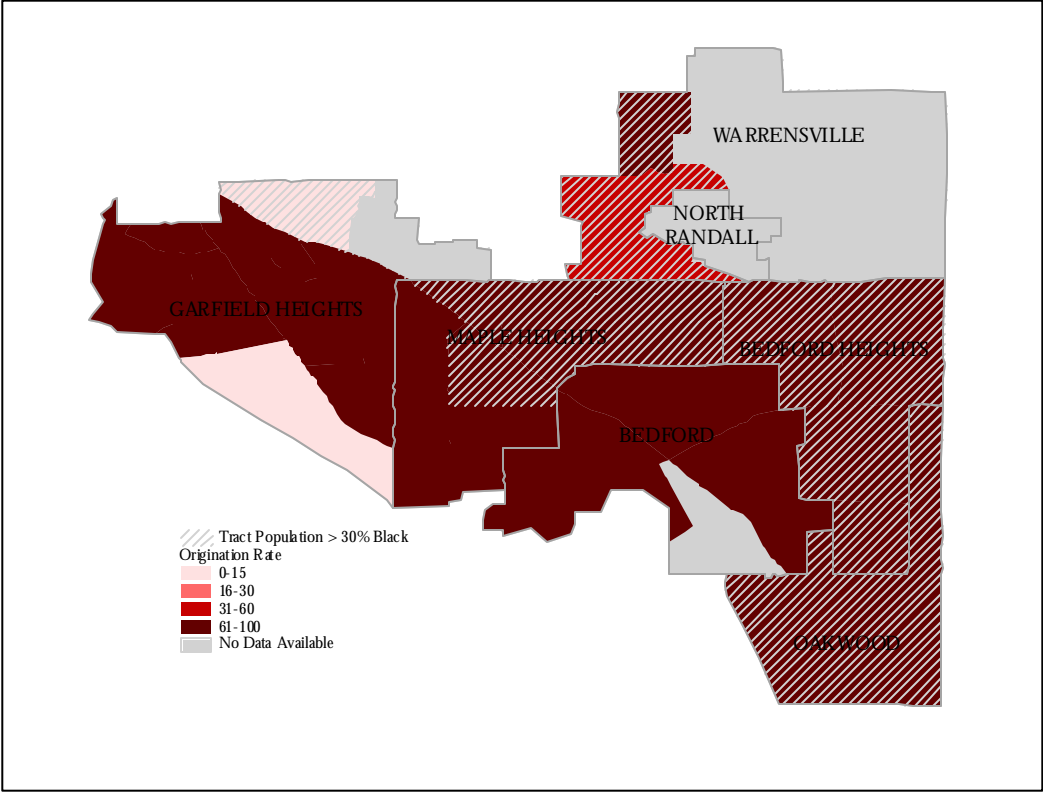 WARRENSVILLE
NORTH
RANDALL
GARFIELD HEIGHTS
MAPLE HEIGHTS
BEDFORD HEIGHTS
BEDFORD
OAKWOOD
Tract Population > 30% Black
Origination Rate
0-15
16-30
31-60
61-100
No Data Available